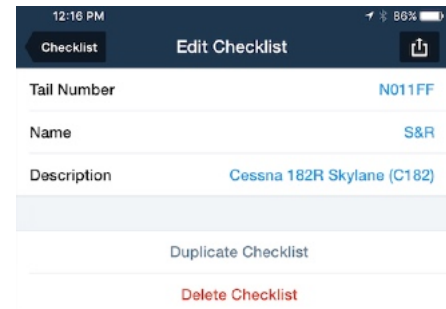 12:16 PM 86%
Checklist Edit Checklist
Tail Number N011FF
Name S&R
Description Cessna 182R Skylane (C182)
Duplicate Checklist
Delete Checklist